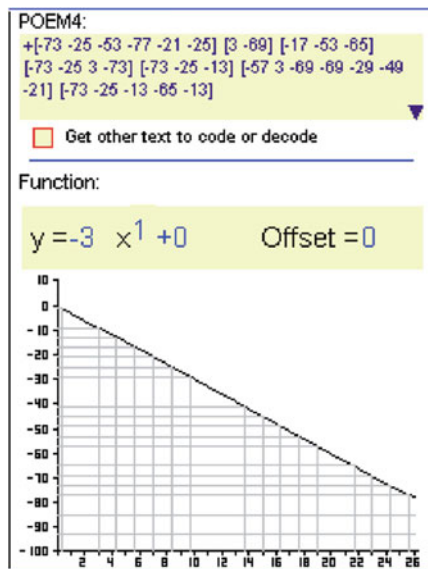 POEM4:
+[-73 -25 -53 -77 -21 -25] [3 -69] [-17 -53 -65]
[-73 -25 3 -73] [-73 -25 -13] [-57 3 -69 -69 -29 -49
-21] [-73 -25 -13 -65 -13]
Get other text to code or decode
Function:
y =-3 x1 +0 Offset =0
10
0
-10
-20
-30
-40
-50
-60
-70
-80
-90
-100
2 4 6 8 10 12 14 16 18 20 22 24 26